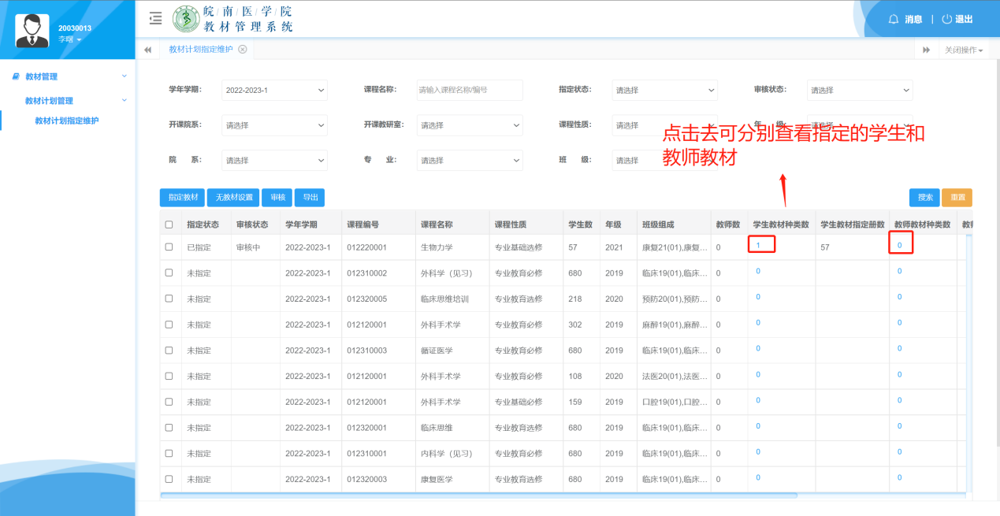 20030013
李曙
皖南医学院
教材管理系统
消息 | 退出
教材计划指定维护
关闭操作
教材管理
教材计划管理
教材计划指定维护
学年学期: 2022-2023-1 课程名称: 请输入课程名称/编号 指定状态: 请选择 审核状态: 请选择
开课院系: 请选择 开课教研室: 请选择 课程性质: 请选择 年 级: 请选择
院 系: 请选择 专 业: 请选择 班 级: 请选择
点击去可分别查看指定的学生和
教师教材
指定教材 无教材设置 审核 导出 搜索 重置
指定状态 审核状态 学年学期 课程编号 课程名称 课程性质 学生数 年级 班级组成 教师数 学生教材种类数 学生教材指定册数 教师教材种类数
已指定 审核中 2022-2023-1 012220001 生物力学 专业基础选修 57 2021 康复21(01),康复... 0 1 57 0
未指定 2022-2023-1 012310002 外科学（见习） 专业教育必修 680 2019 临床19(01),临床... 0 0 0
未指定 2022-2023-1 012320005 临床思维培训 专业教育选修 218 2020 预防20(01),预防... 0 0 0
未指定 2022-2023-1 012120001 外科手术学 专业教育必修 302 2019 麻醉19(01),麻醉... 0 0 0
未指定 2022-2023-1 012310003 循证医学 专业教育必修 680 2019 临床19(01),临床... 0 0 0
未指定 2022-2023-1 012120001 外科手术学 专业教育选修 108 2020 法医20(01),法医... 0 0 0
未指定 2022-2023-1 012120001 外科手术学 专业基础必修 159 2019 口腔19(01),口腔... 0 0 0
未指定 2022-2023-1 012320001 临床思维 专业教育选修 680 2019 临床19(01),临床... 0 0 0
未指定 2022-2023-1 012310001 内科学（见习） 专业教育必修 680 2019 临床19(01),临床... 0 0 0
未指定 2022-2023-1 012320003 康复医学 专业教育选修 680 2019 临床19(01),临床... 0 0 0